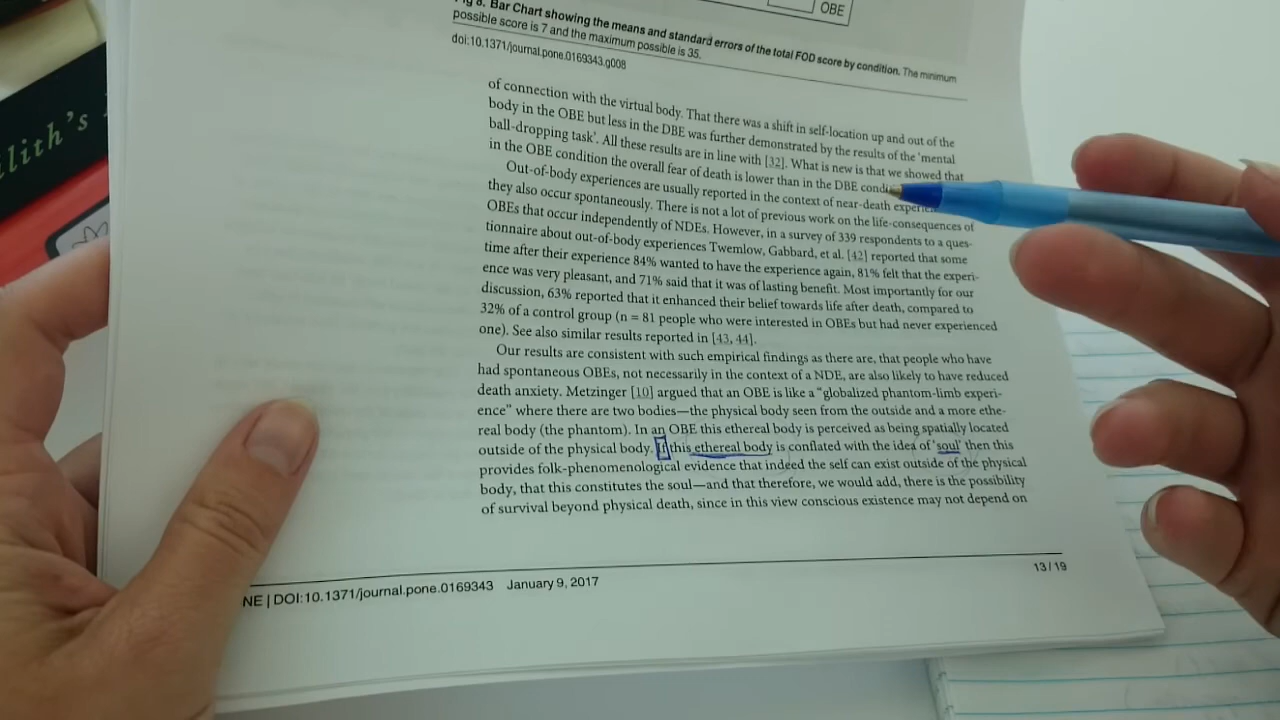 OBE
Fig 8. Bar Chart showing the means and standard errors of the total FOD score by condition. The minimum
possible score is 7 and the maximum possible is 35.
doi:10.1371/journal.pone.0169343.g008
of connection with the virtual body. That there was a shift in self-location up and out of the
body in the OBE but less in the DBE was further demonstrated by the results of the 'mental
ball-dropping task'. All these results are in line with [32]. What is new is that we showed that
in the OBE condition the overall fear of death is lower than in the DBE
Out-of-body experiences are usually reported in the context of near-death
they also occur spontaneously. There is not a lot of previous work on the life-consequences of
OBEs that occur independently of NDEs. However, in a survey of 339 respondents to a ques-
tionnaire about out-of-body experiences Twemlow, Gabbard, et al. [42] reported that some
time after their experience 84% wanted to have the experience again, 81% felt that the experi-
ence was very pleasant, and 71% said that it was of lasting benefit. Most importantly for our
discussion, 63% reported that it enhanced their belief towards life after death, compared to
32% of a control group (n = 81 people who were interested in OBEs but had never experienced
one). See also similar results reported in [43, 44].
Our results are consistent with such empirical findings as there are, that people who have
had spontaneous OBEs, not necessarily in the context of a NDE, are also likely to have reduced
death anxiety. Metzinger [10] argued that an OBE is like a "globalized phantom-limb experi-
ence" where there are two bodies—the physical body seen from the outside and a more ethe-
real body (the phantom). In an OBE this ethereal body is perceived as being spatially located
outside of the physical body. If this ethereal body is conflated with the idea of 'soul' then this
provides folk-phenomenological evidence that indeed the self can exist outside of the physical
body, that this constitutes the soul—and that therefore, we would add, there is the possibility
of survival beyond physical death, since in this view conscious existence may not depend on
NE | DOI:10.1371/journal.pone.0169343 January 9, 2017
13 / 19